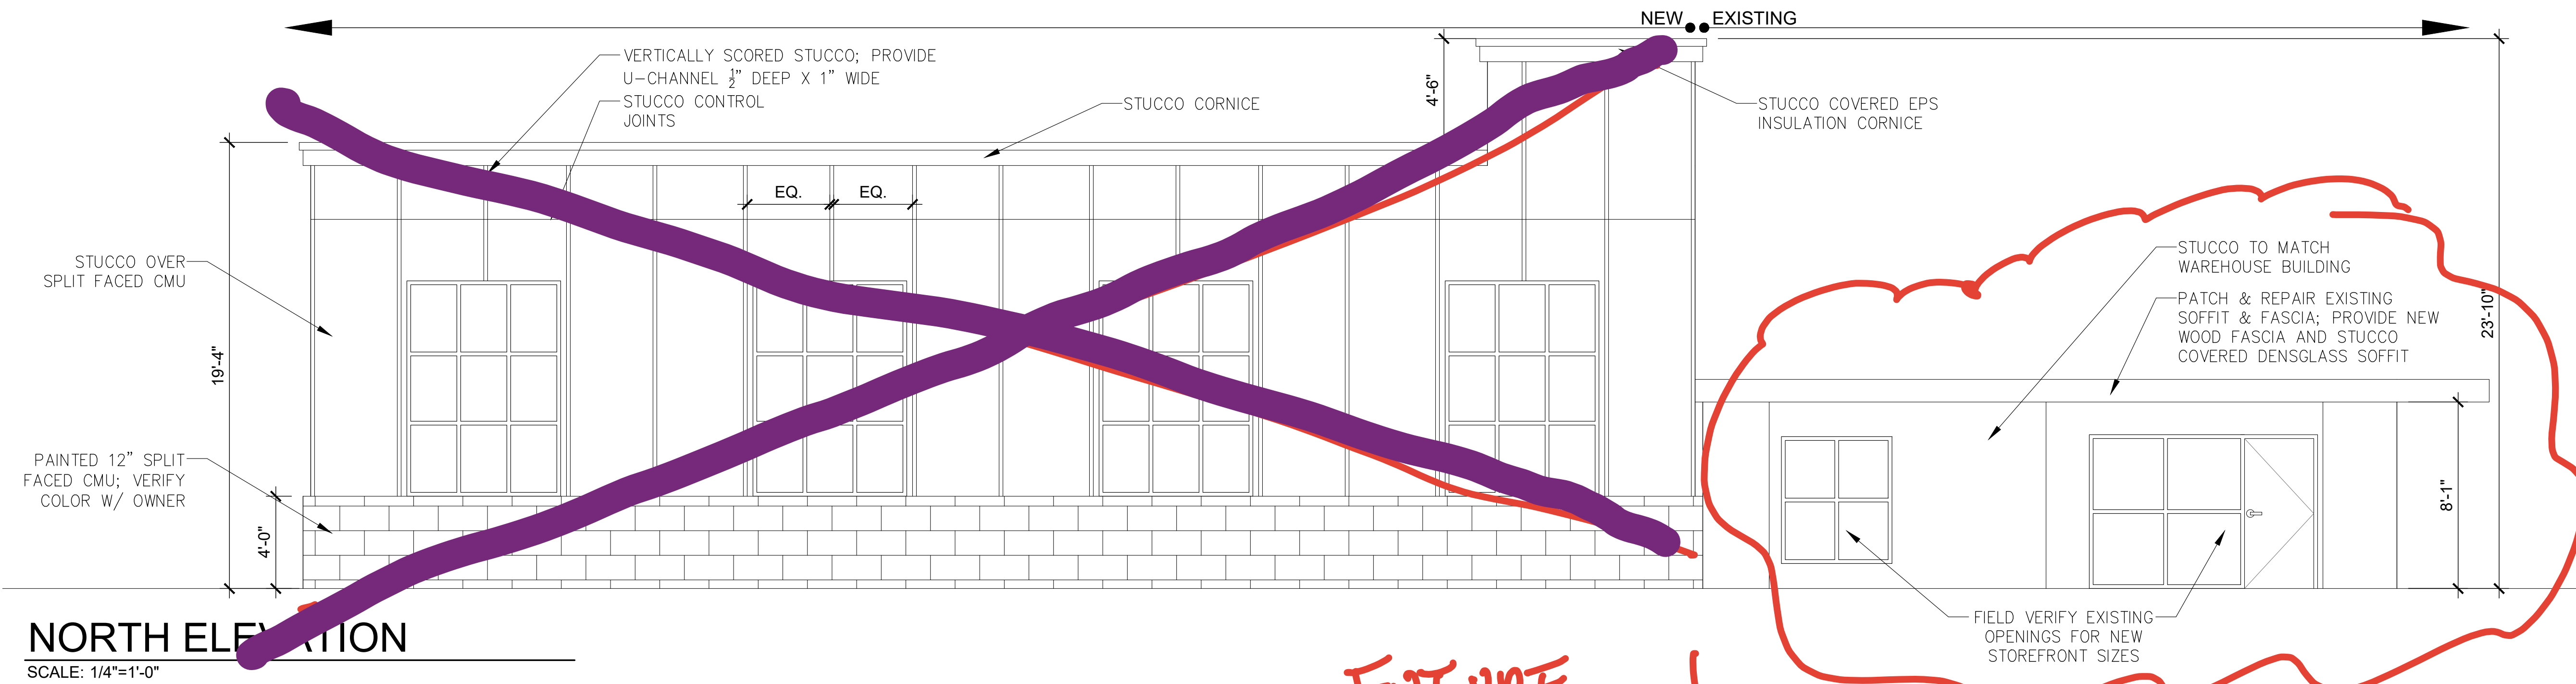 NEW EXISTING
VERTICALLY SCORED STUCCO; PROVIDE
U-CHANNEL ½" DEEP X 1" WIDE
STUCCO CONTROL
JOINTS
STUCCO CORNICE
4'-6"
STUCCO COVERED EPS
INSULATION CORNICE
EQ. EQ.
STUCCO OVER
SPLIT FACED CMU
19'-4"
PAINTED 12" SPLIT
FACED CMU; VERIFY
COLOR W/ OWNER
4'-0"
STUCCO TO MATCH
WAREHOUSE BUILDING
PATCH & REPAIR EXISTING
SOFFIT & FASCIA; PROVIDE NEW
WOOD FASCIA AND STUCCO
COVERED DENSGLASS SOFFIT
23'-10"
8'-1"
FIELD VERIFY EXISTING
OPENINGS FOR NEW
STOREFRONT SIZES
NORTH ELEVATION
SCALE: 1/4"=1'-0"